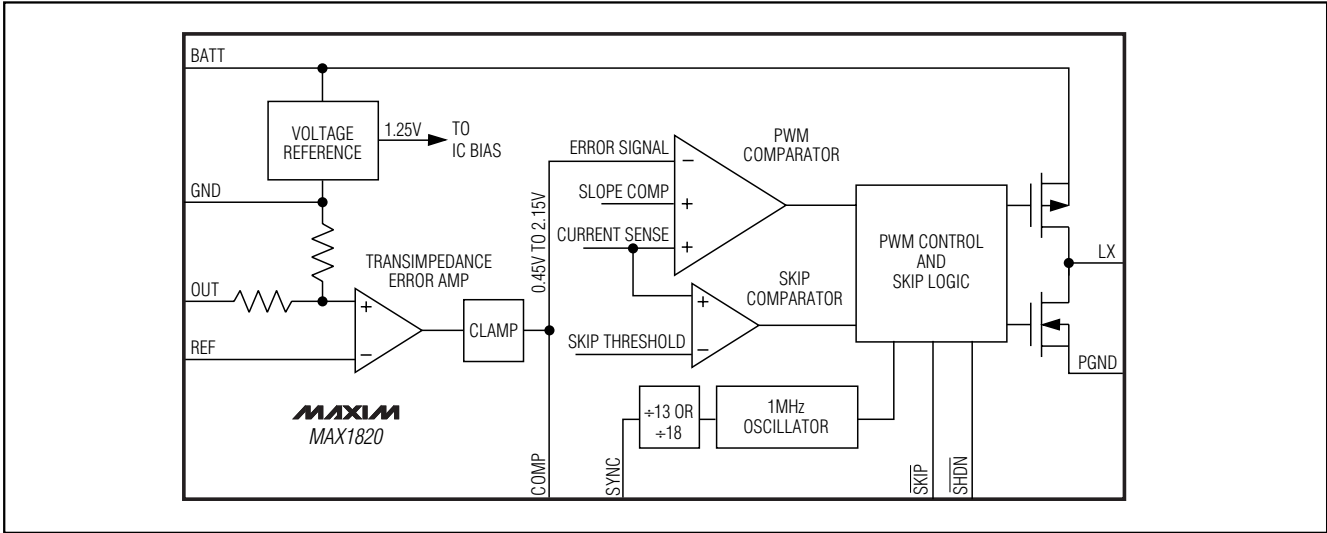 BATT
VOLTAGE
REFERENCE
1.25V
TO
IC BIAS
GND
OUT
REF
TRANSIMPEDANCE
ERROR AMP
+
−
CLAMP
0.45V TO 2.15V
ERROR SIGNAL
SLOPE COMP
CURRENT SENSE
−
+
+
PWM
COMPARATOR
SKIP
COMPARATOR
+
−
SKIP THRESHOLD
PWM CONTROL
AND
SKIP LOGIC
LX
PGND
÷13 OR
÷18
1MHz
OSCILLATOR
MAXIM
MAX1820
COMP
SYNC
SKIP
SHDN